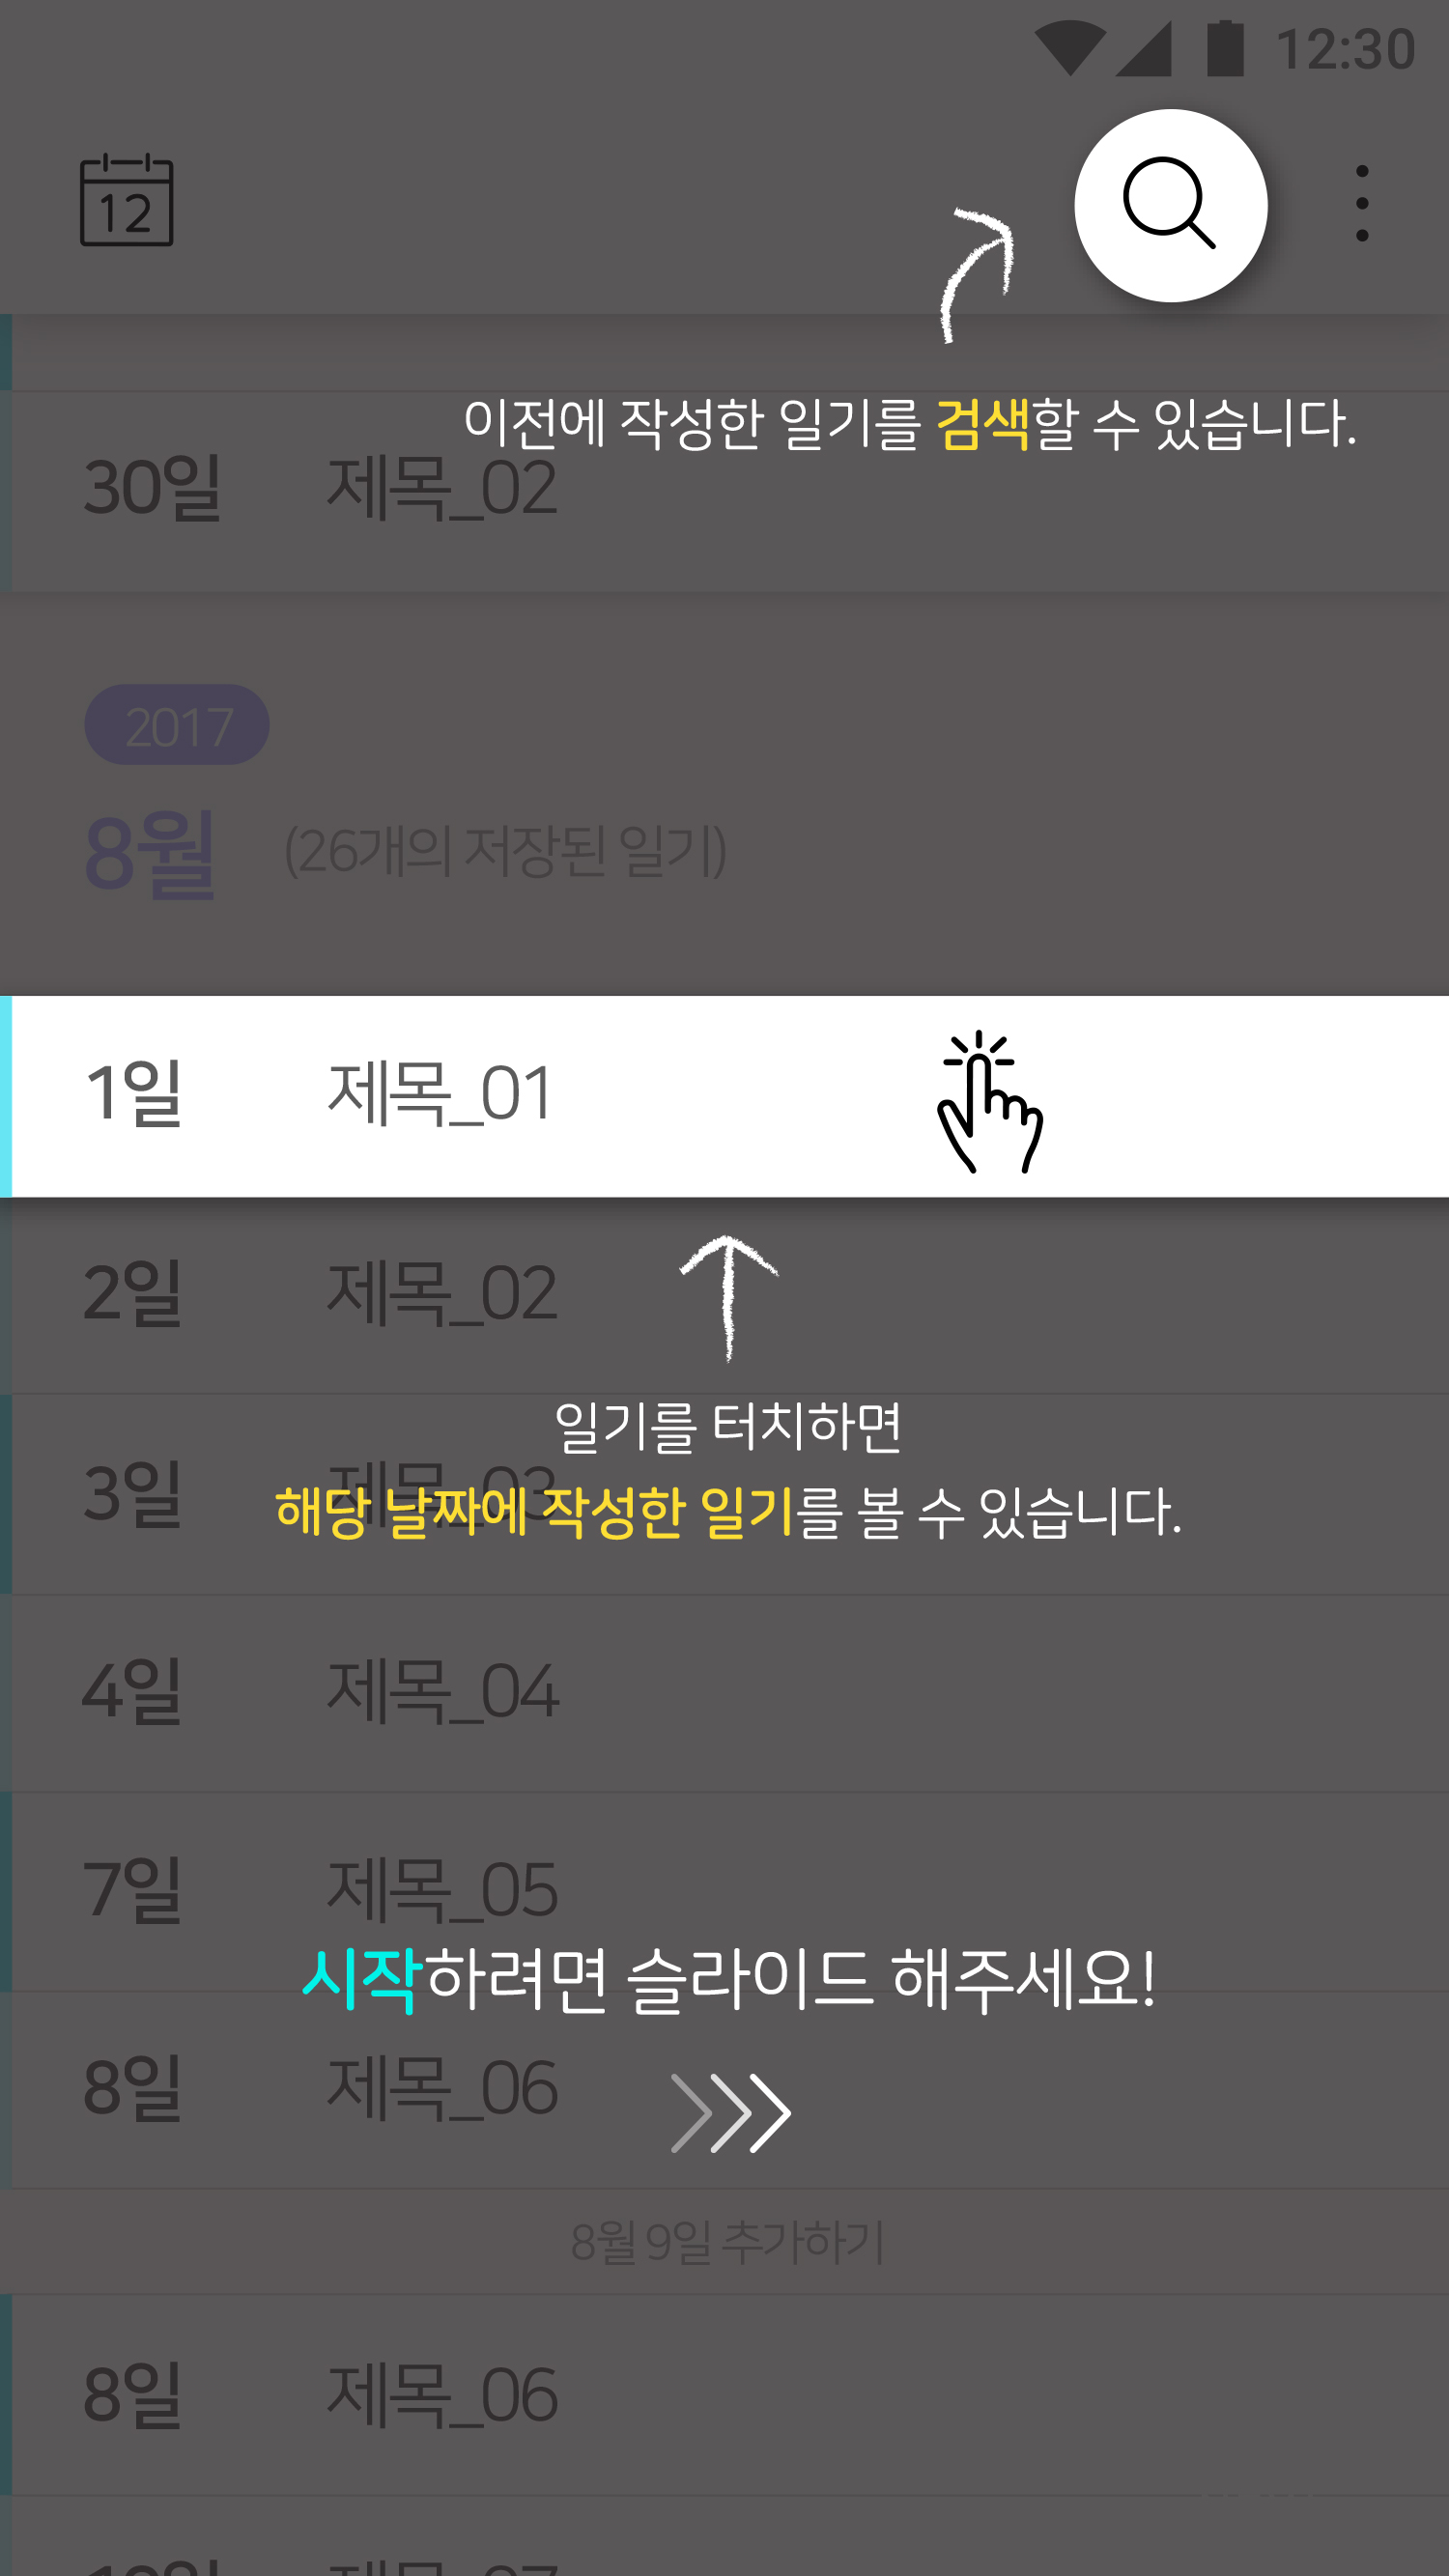 12:30
12
이전에 작성한 일기를 검색할 수 있습니다.
30일 제목_02
2017
8월 (26개의 저장된 일기)
1일 제목_01
2일 제목_02
일기를 터치하면
3일 제목_03
해당 날짜에 작성한 일기를 볼 수 있습니다.
4일 제목_04
7일 제목_05
시작하려면 슬라이드 해주세요!
8일 제목_06
8월 9일 추가하기
8일 제목_06